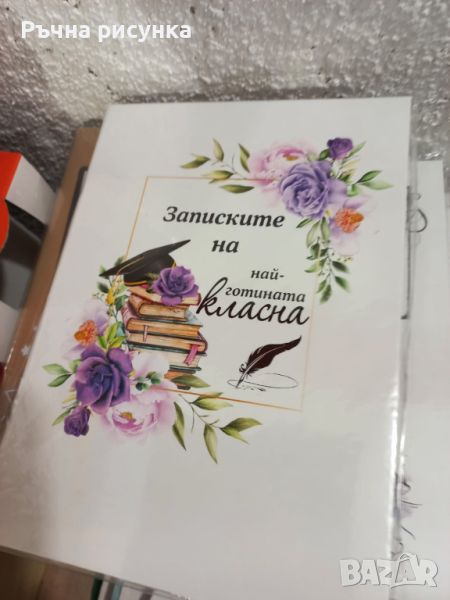 Ръчна рисунка
Записките
на
най-
готината
класна
BAZAR